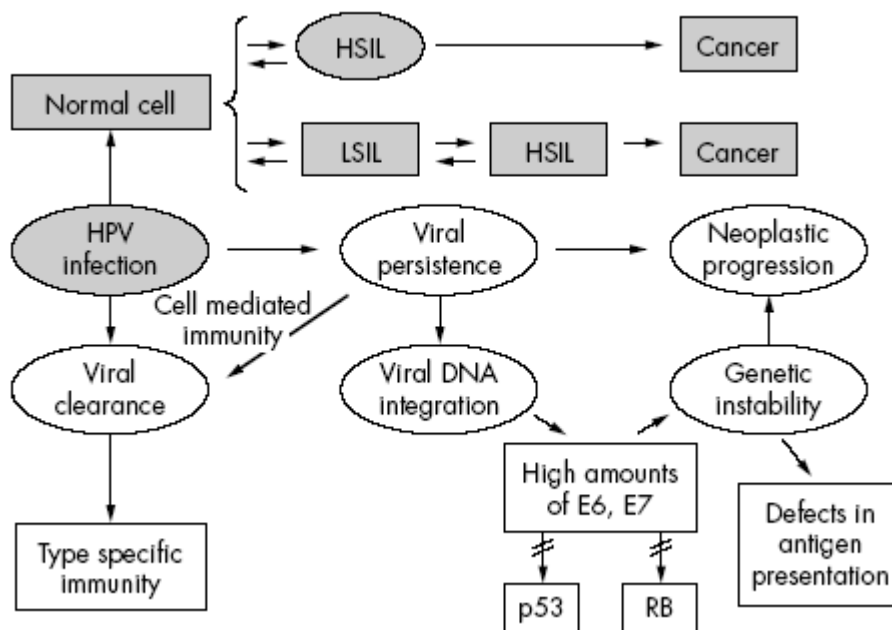 HSIL
Cancer
Normal cell
LSIL
HSIL
Cancer
HPV
infection
Viral
persistence
Neoplastic
progression
Cell mediated
immunity
Viral
clearance
Viral DNA
integration
Genetic
instability
High amounts
of E6, E7
Type specific
immunity
Defects in
antigen
presentation
p53
RB